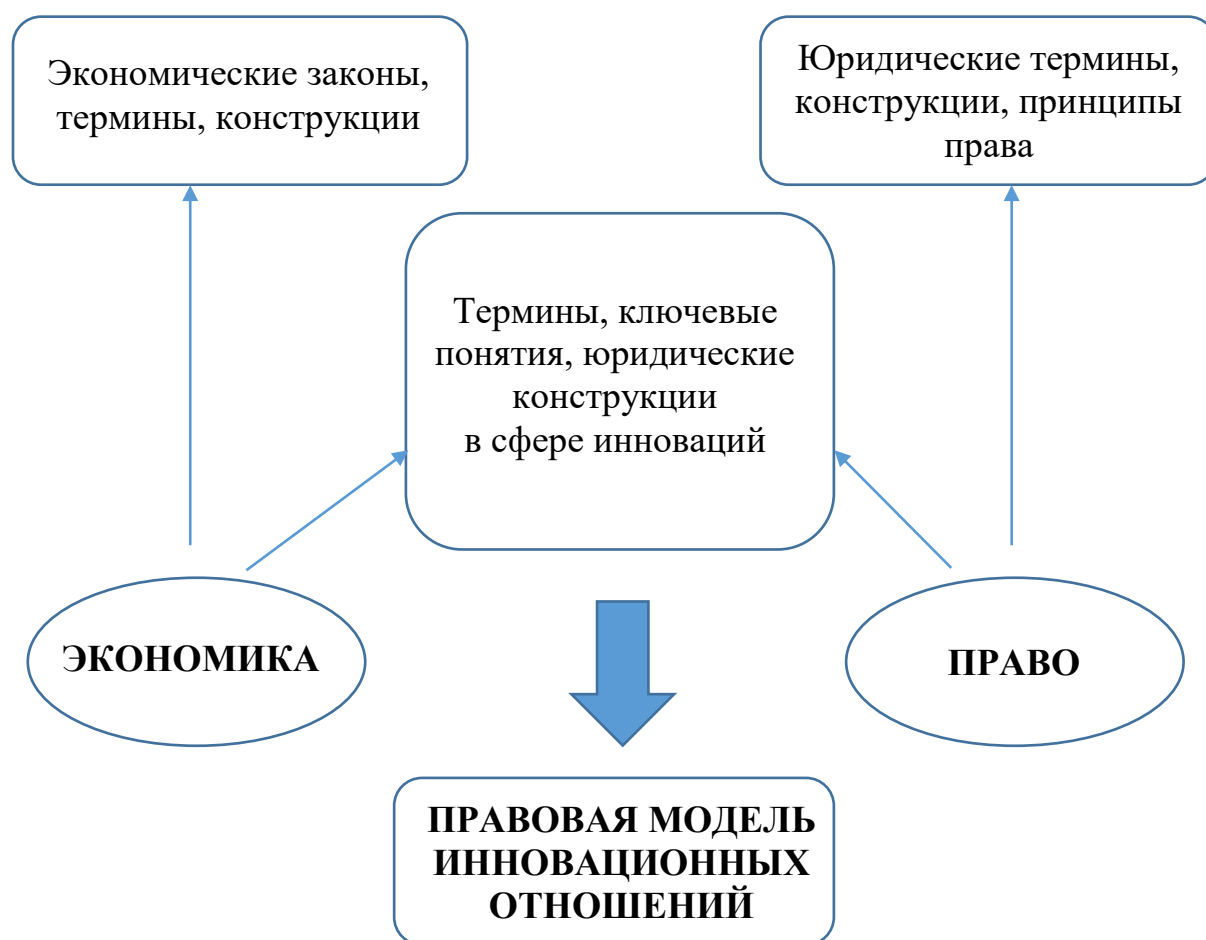 Экономические законы,
термины, конструкции
Юридические термины,
конструкции, принципы
права
Термины, ключевые
понятия, юридические
конструкции
в сфере инноваций
ЭКОНОМИКА
ПРАВО
ПРАВОВАЯ МОДЕЛЬ
ИННОВАЦИОННЫХ
ОТНОШЕНИЙ